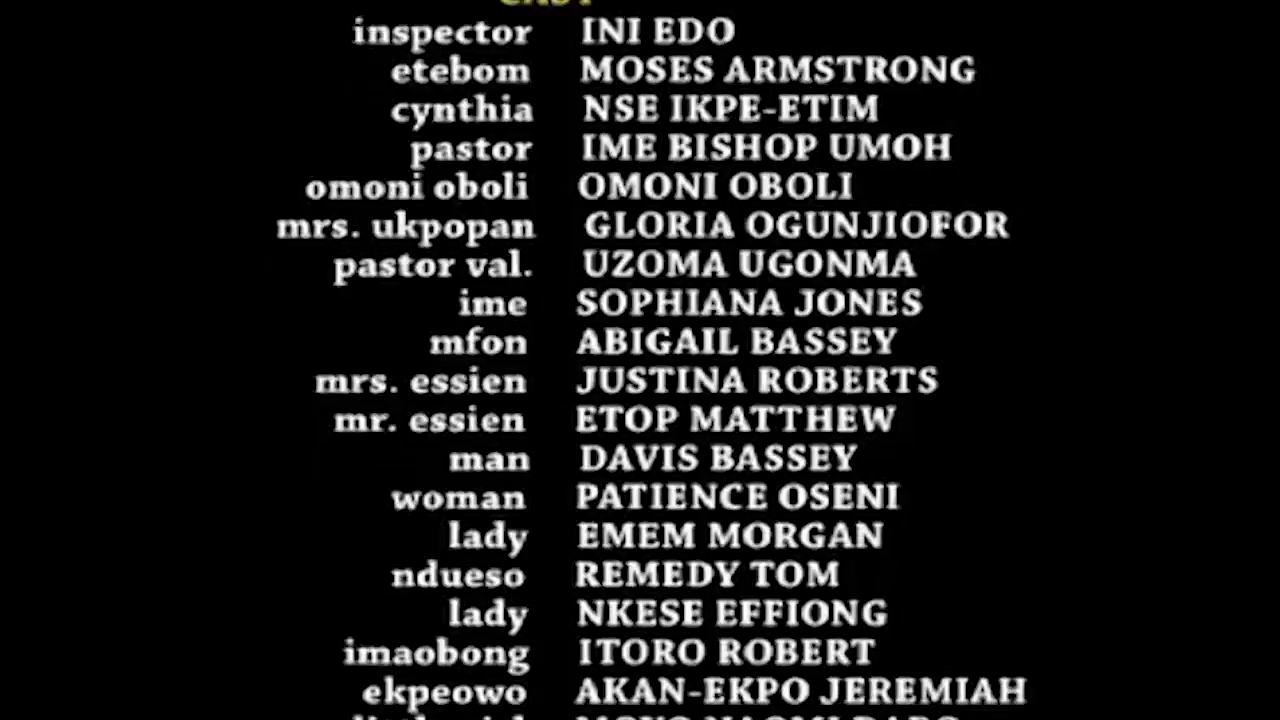 inspector INI EDO
etebom MOSES ARMSTRONG
cynthia NSE IKPE-ETIM
pastor IME BISHOP UMOH
omoni oboli OMONI OBOLI
mrs. ukpopan GLORIA OGUNJIOFOR
pastor val. UZOMA UGONMA
ime SOPHIANA JONES
mfon ABIGAIL BASSEY
mrs. essien JUSTINA ROBERTS
mr. essien ETOP MATTHEW
man DAVIS BASSEY
woman PATIENCE OSENI
lady EMEM MORGAN
ndueso REMEDY TOM
lady NKESE EFFIONG
imaobong ITORO ROBERT
ekpeowo AKAN-EKPO JEREMIAH